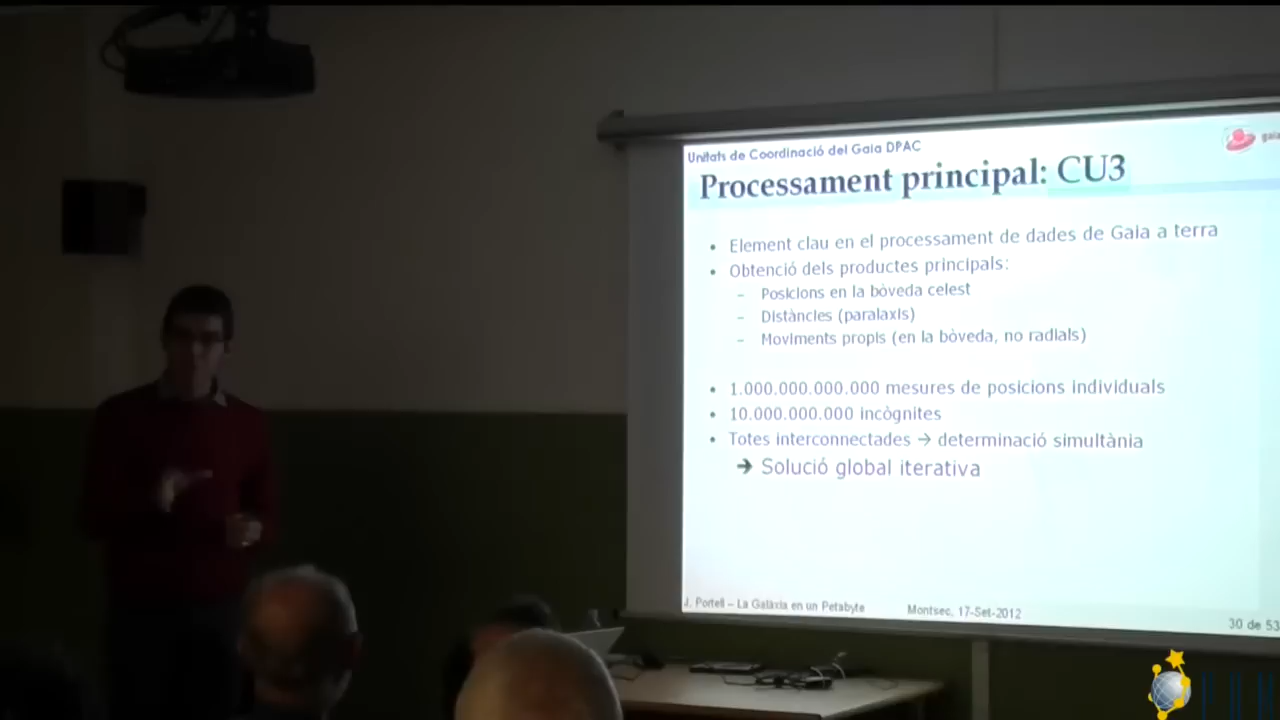 Unitats de Coordinació del Gaia DPAC
gaia
Processament principal: CU3
• Element clau en el processament de dades de Gaia a terra
• Obtenció dels productes principals:
– Posicions en la bòveda celest
– Distàncies (paralaxis)
– Moviments propis (en la bòveda, no radials)
• 1.000.000.000.000 mesures de posicions individuals
• 10.000.000.000 incògnites
• Totes interconnectades → determinació simultània
➔ Solució global iterativa
J. Portell – La Galàxia en un Petabyte
Montsec, 17-Set-2012
30 de 53